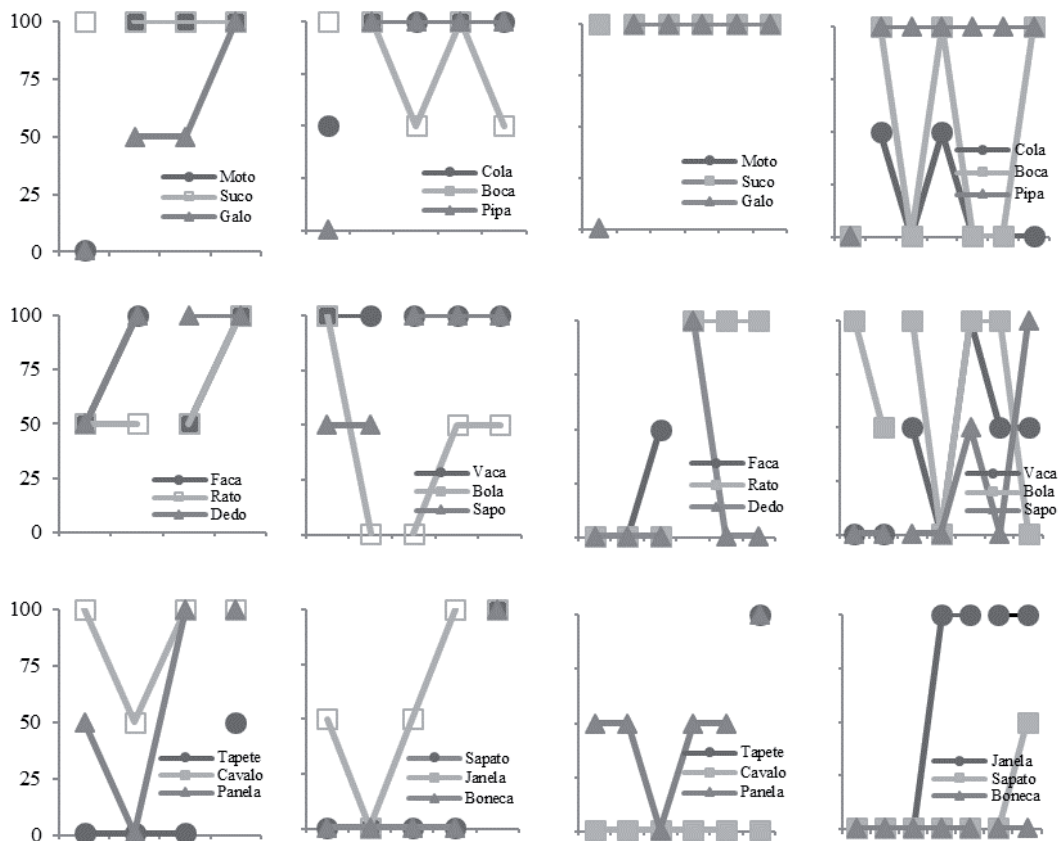 100
75
50
25
0
Moto
Suco
Galo
Cola
Boca
Pipa
Moto
Suco
Galo
Cola
Boca
Pipa
100
75
50
25
0
Faca
Rato
Dedo
Vaca
Bola
Sapo
Faca
Rato
Dedo
Vaca
Bola
Sapo
100
75
50
25
0
Tapete
Cavalo
Panela
Sapato
Janela
Boneca
Tapete
Cavalo
Panela
Janela
Sapato
Boneca